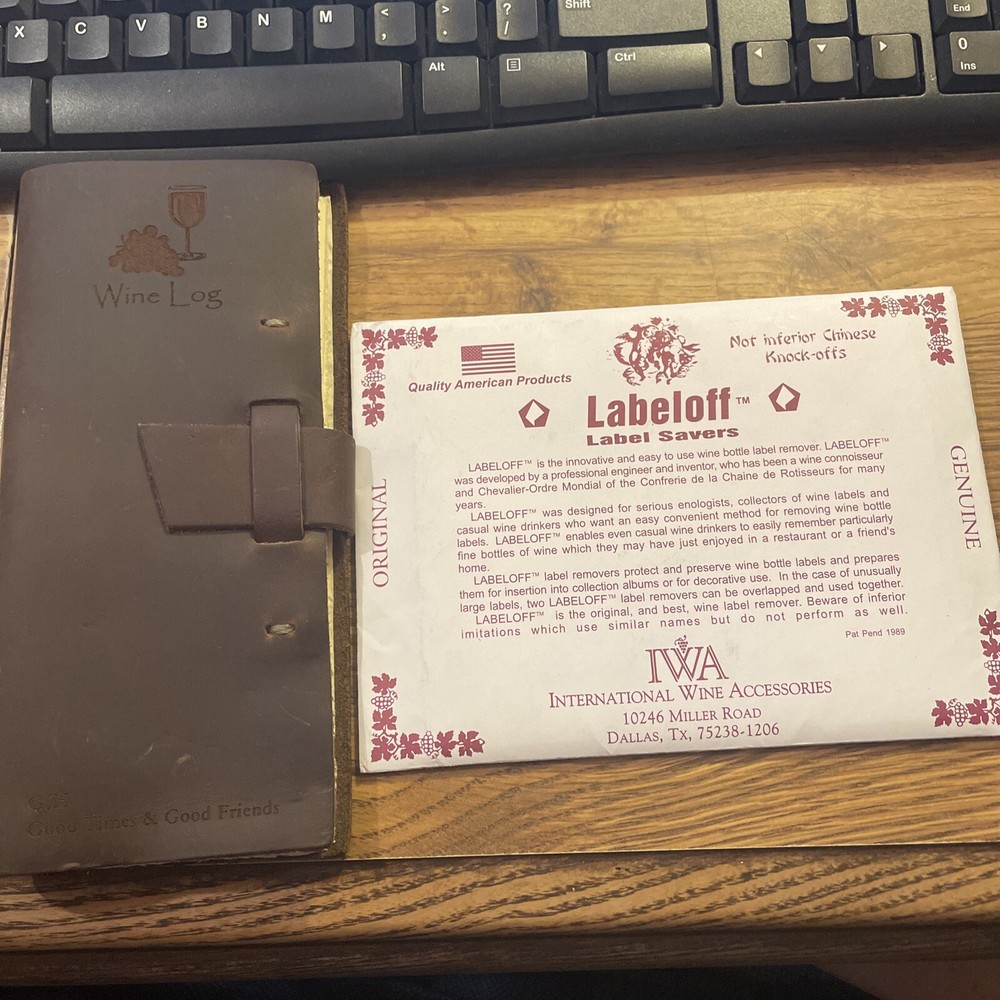 X C V B N M < , > . ? / Shift End
Alt Ctrl 0 Ins
Wine Log
Good Times & Good Friends
Quality American Products
Not inferior Chinese
Knock-offs
Labeloff™
Label Savers
ORIGINAL
GENUINE
LABELOFF™ is the innovative and easy to use wine bottle label remover. LABELOFF™
was developed by a professional engineer and inventor, who has been a wine connoisseur
and Chevalier-Ordre Mondial of the Confrerie de la Chaine de Rotisseurs for many
years.
LABELOFF™ was designed for serious enologists, collectors of wine labels and
casual wine drinkers who want an easy convenient method for removing wine bottle
labels. LABELOFF™ enables even casual wine drinkers to easily remember particularly
fine bottles of wine which they may have just enjoyed in a restaurant or a friend's
home.
LABELOFF™ label removers protect and preserve wine bottle labels and prepares
them for insertion into collection albums or for decorative use. In the case of unusually
large labels, two LABELOFF™ label removers can be overlapped and used together.
LABELOFF™ is the original, and best, wine label remover. Beware of inferior
imitations which use similar names but do not perform as well.
Pat Pend 1989
IWA
INTERNATIONAL WINE ACCESSORIES
10246 MILLER ROAD
DALLAS, TX, 75238-1206